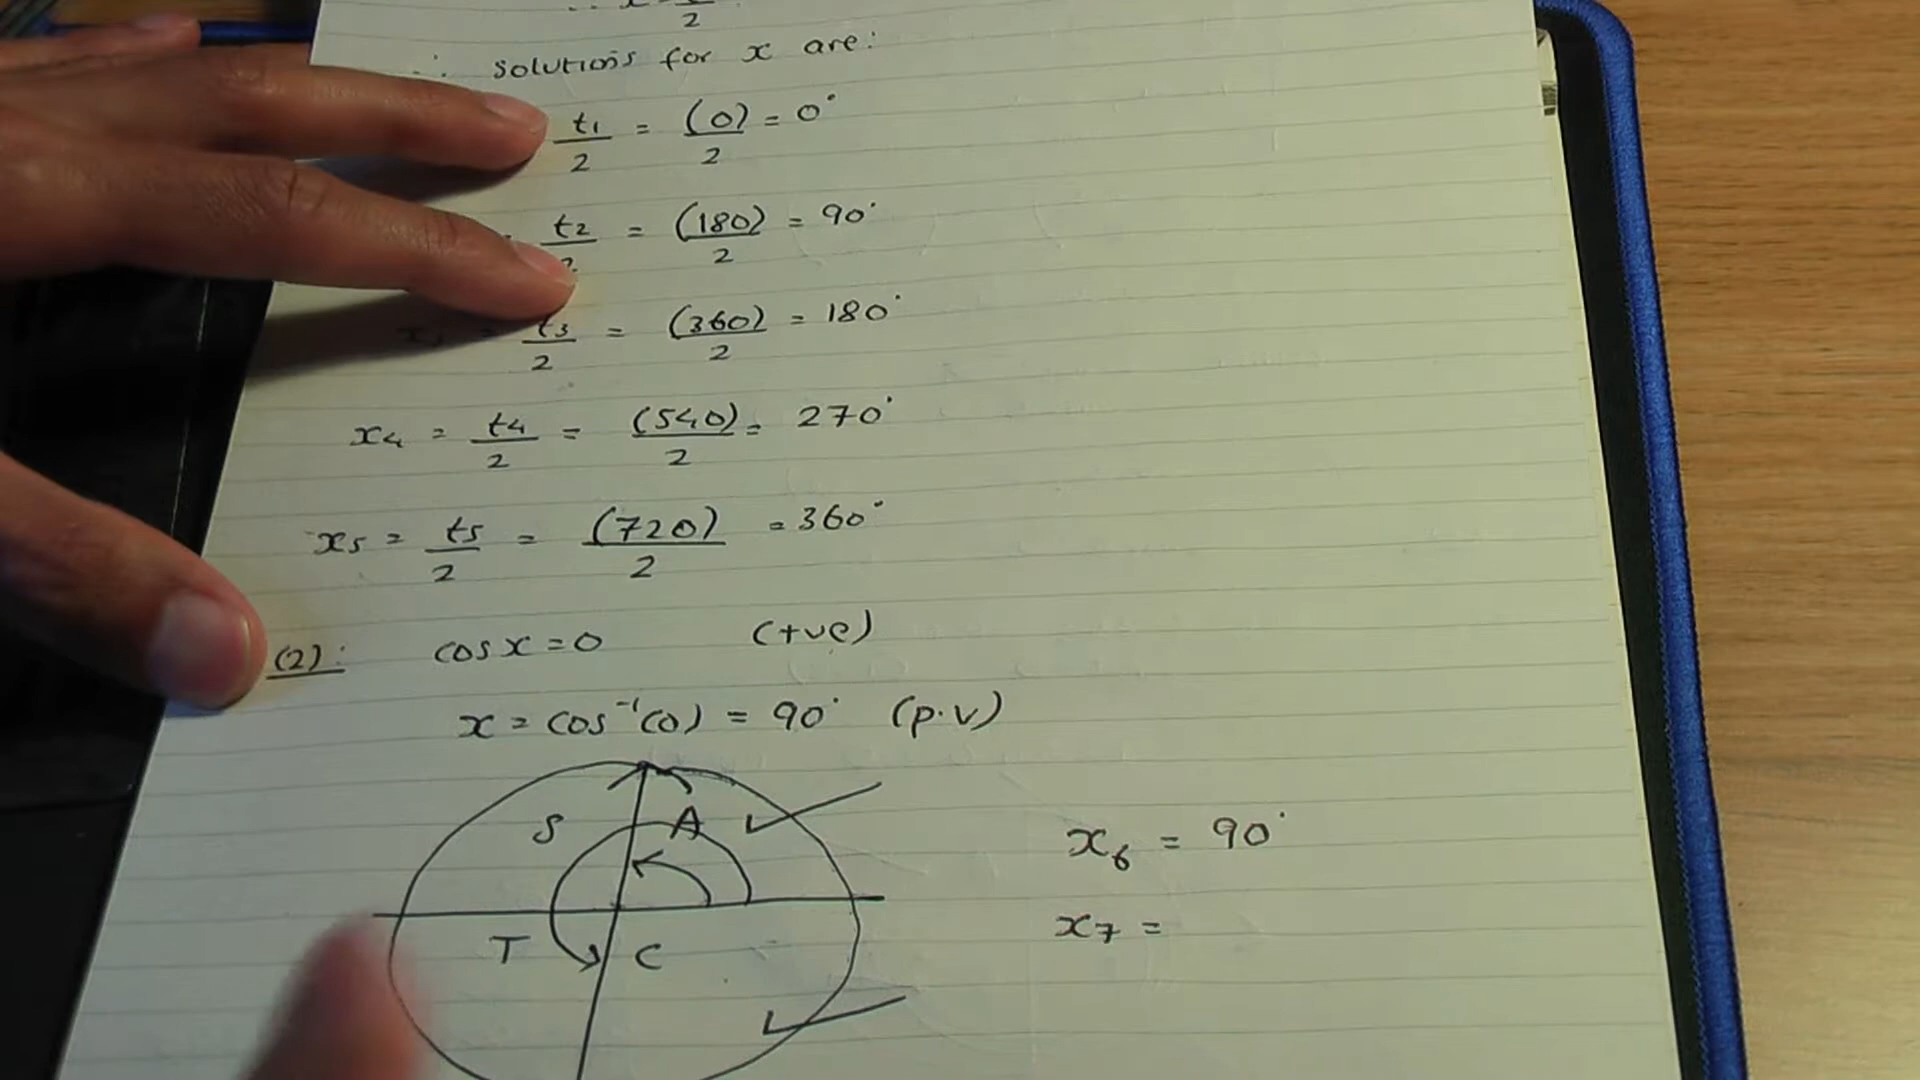 ∴ x = t/2
∴ solutions for x are:
t1/2 = (0)/2 = 0°
= t2/2 = (180)/2 = 90°
x3 = t3/2 = (360)/2 = 180°
x4 = t4/2 = (540)/2 = 270°
x5 = t5/2 = (720)/2 = 360°
(2): cos x = 0 (+ve)
x = cos⁻¹(0) = 90° (p.v)
S A
T C
x6 = 90°
x7 =